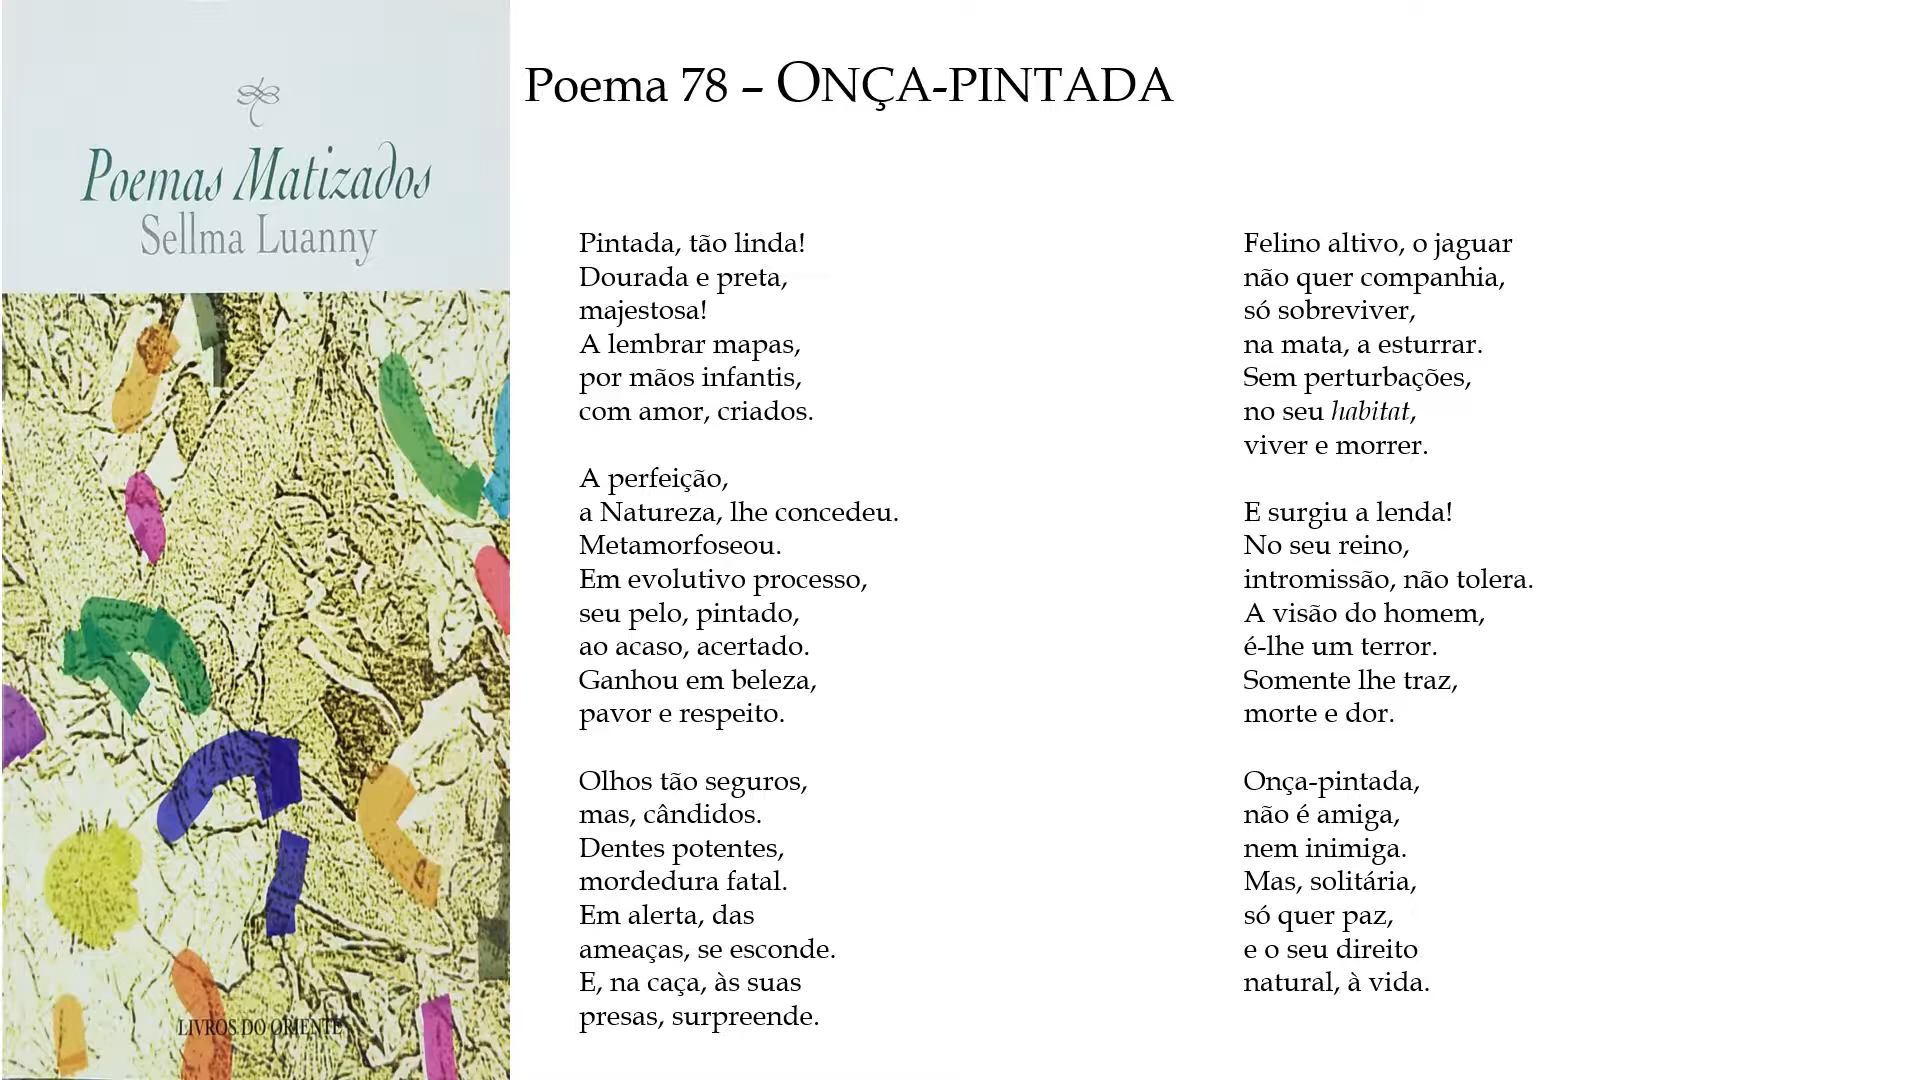 Poemas Matizados
Sellma Luanny
LIVROS DO ORIENTE
Poema 78 – ONÇA-PINTADA
Pintada, tão linda!
Dourada e preta,
majestosa!
A lembrar mapas,
por mãos infantis,
com amor, criados.
A perfeição,
a Natureza, lhe concedeu.
Metamorfoseou.
Em evolutivo processo,
seu pelo, pintado,
ao acaso, acertado.
Ganhou em beleza,
pavor e respeito.
Olhos tão seguros,
mas, cândidos.
Dentes potentes,
mordedura fatal.
Em alerta, das
ameaças, se esconde.
E, na caça, às suas
presas, surpreende.
Felino altivo, o jaguar
não quer companhia,
só sobreviver,
na mata, a esturrar.
Sem perturbações,
no seu habitat,
viver e morrer.
E surgiu a lenda!
No seu reino,
intromissão, não tolera.
A visão do homem,
é-lhe um terror.
Somente lhe traz,
morte e dor.
Onça-pintada,
não é amiga,
nem inimiga.
Mas, solitária,
só quer paz,
e o seu direito
natural, à vida.